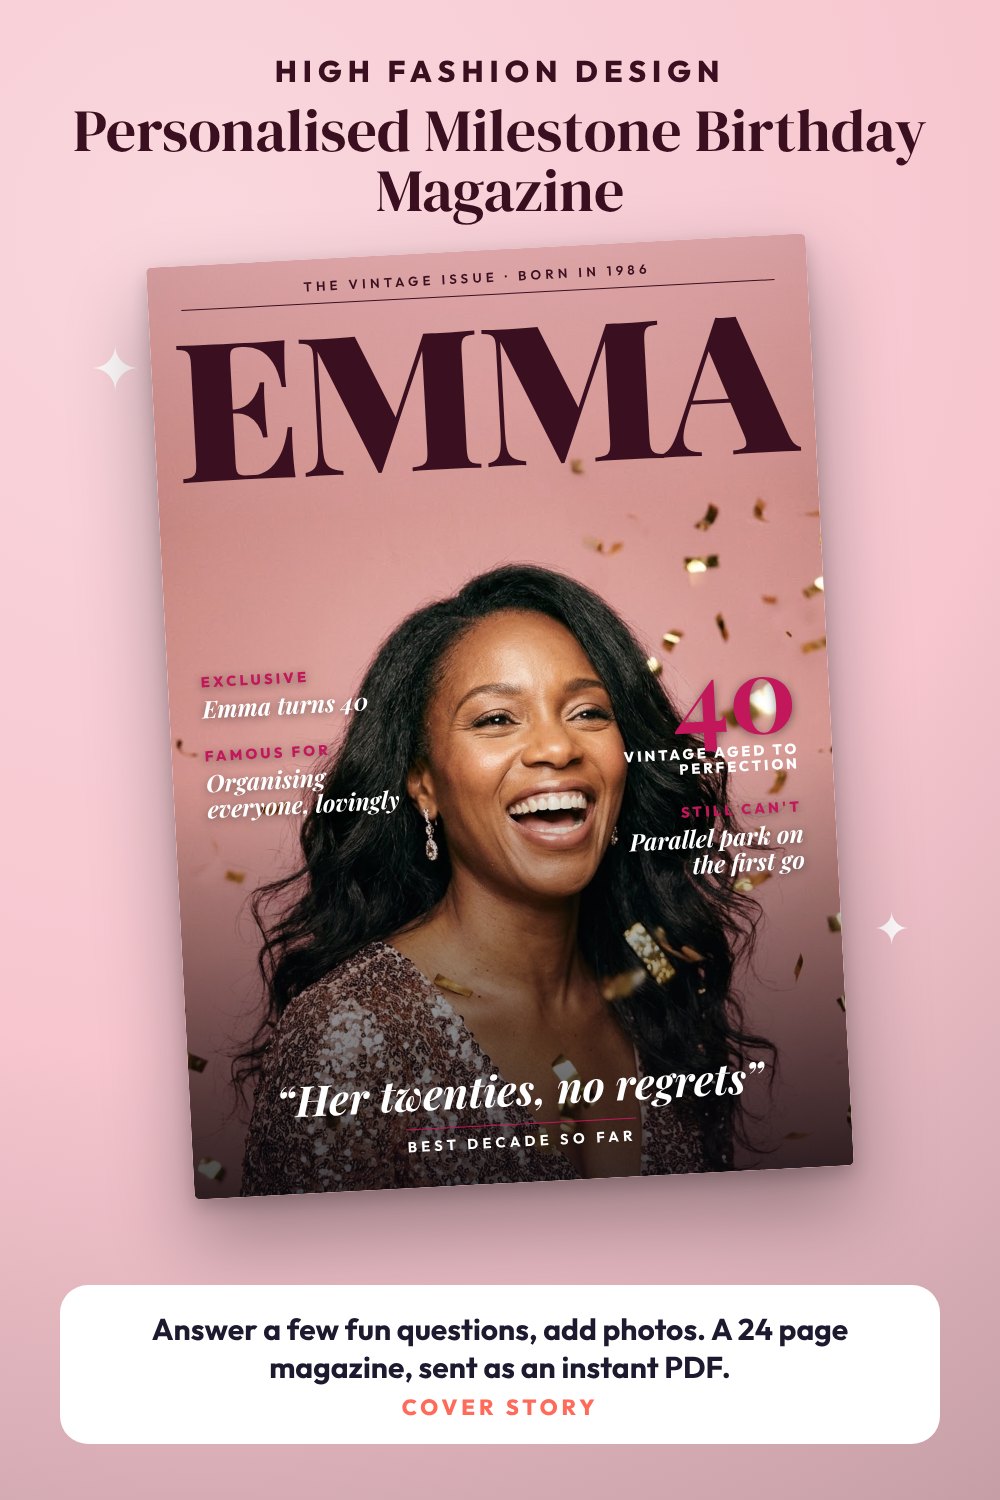 HIGH FASHION DESIGN
Personalised Milestone Birthday
Magazine
THE VINTAGE ISSUE · BORN IN 1986
EMMA
EXCLUSIVE
Emma turns 40
FAMOUS FOR
Organising
everyone, lovingly
40
VINTAGE AGED TO
PERFECTION
STILL CAN'T
Parallel park on
the first go
“Her twenties, no regrets”
BEST DECADE SO FAR
Answer a few fun questions, add photos. A 24 page
magazine, sent as an instant PDF.
COVER STORY